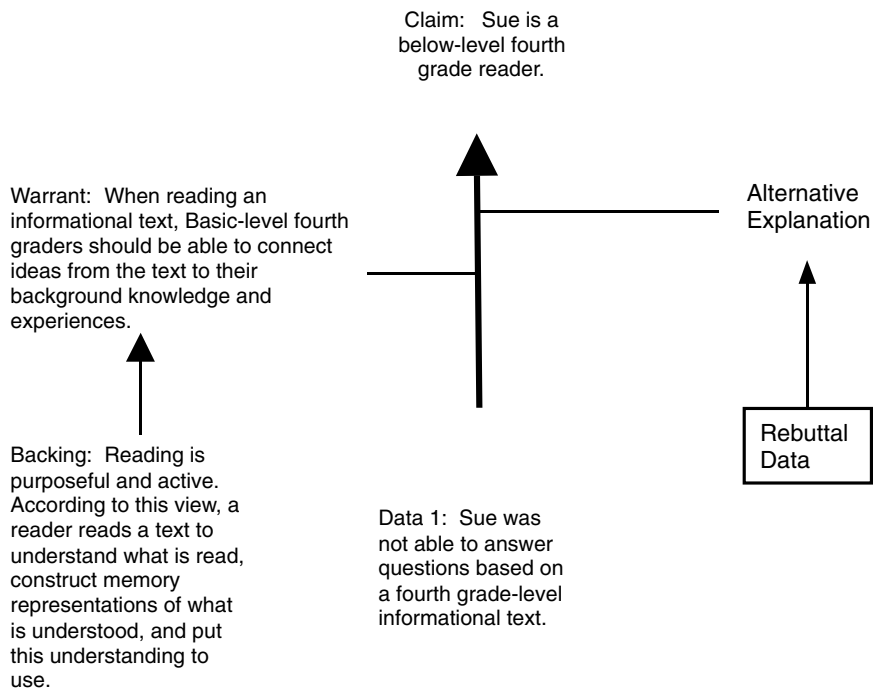 Claim: Sue is a
below-level fourth
grade reader.
Warrant: When reading an
informational text, Basic-level fourth
graders should be able to connect
ideas from the text to their
background knowledge and
experiences.
Alternative
Explanation
Rebuttal
Data
Backing: Reading is
purposeful and active.
According to this view, a
reader reads a text to
understand what is read,
construct memory
representations of what
is understood, and put
this understanding to
use.
Data 1: Sue was
not able to answer
questions based on
a fourth grade-level
informational text.